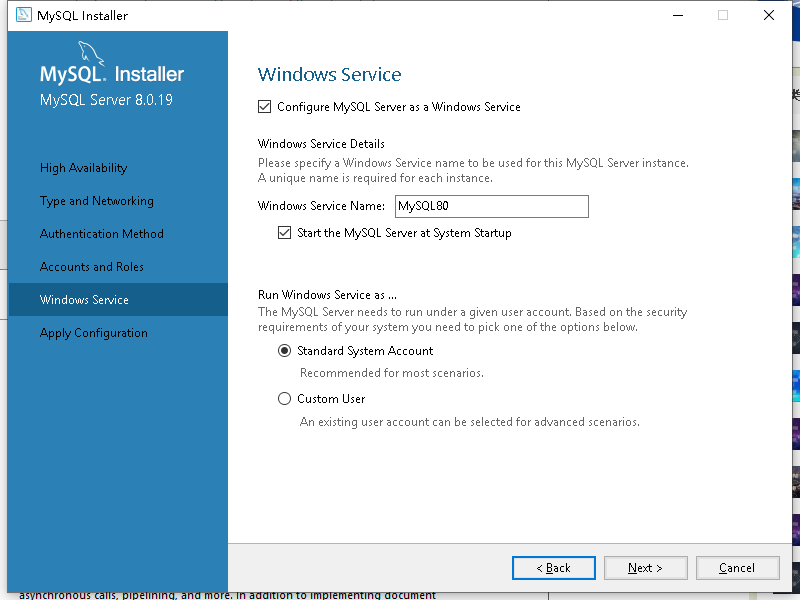 MySQL Installer
MySQL. Installer
MySQL Server 8.0.19
High Availability
Type and Networking
Authentication Method
Accounts and Roles
Windows Service
Apply Configuration
Windows Service
Configure MySQL Server as a Windows Service
Windows Service Details
Please specify a Windows Service name to be used for this MySQL Server instance.
A unique name is required for each instance.
Windows Service Name: MySQL80
Start the MySQL Server at System Startup
Run Windows Service as ...
The MySQL Server needs to run under a given user account. Based on the security
requirements of your system you need to pick one of the options below.
Standard System Account
Recommended for most scenarios.
Custom User
An existing user account can be selected for advanced scenarios.
< Back Next > Cancel
asynchronous calls, pipelining, and more. In addition to implementing document